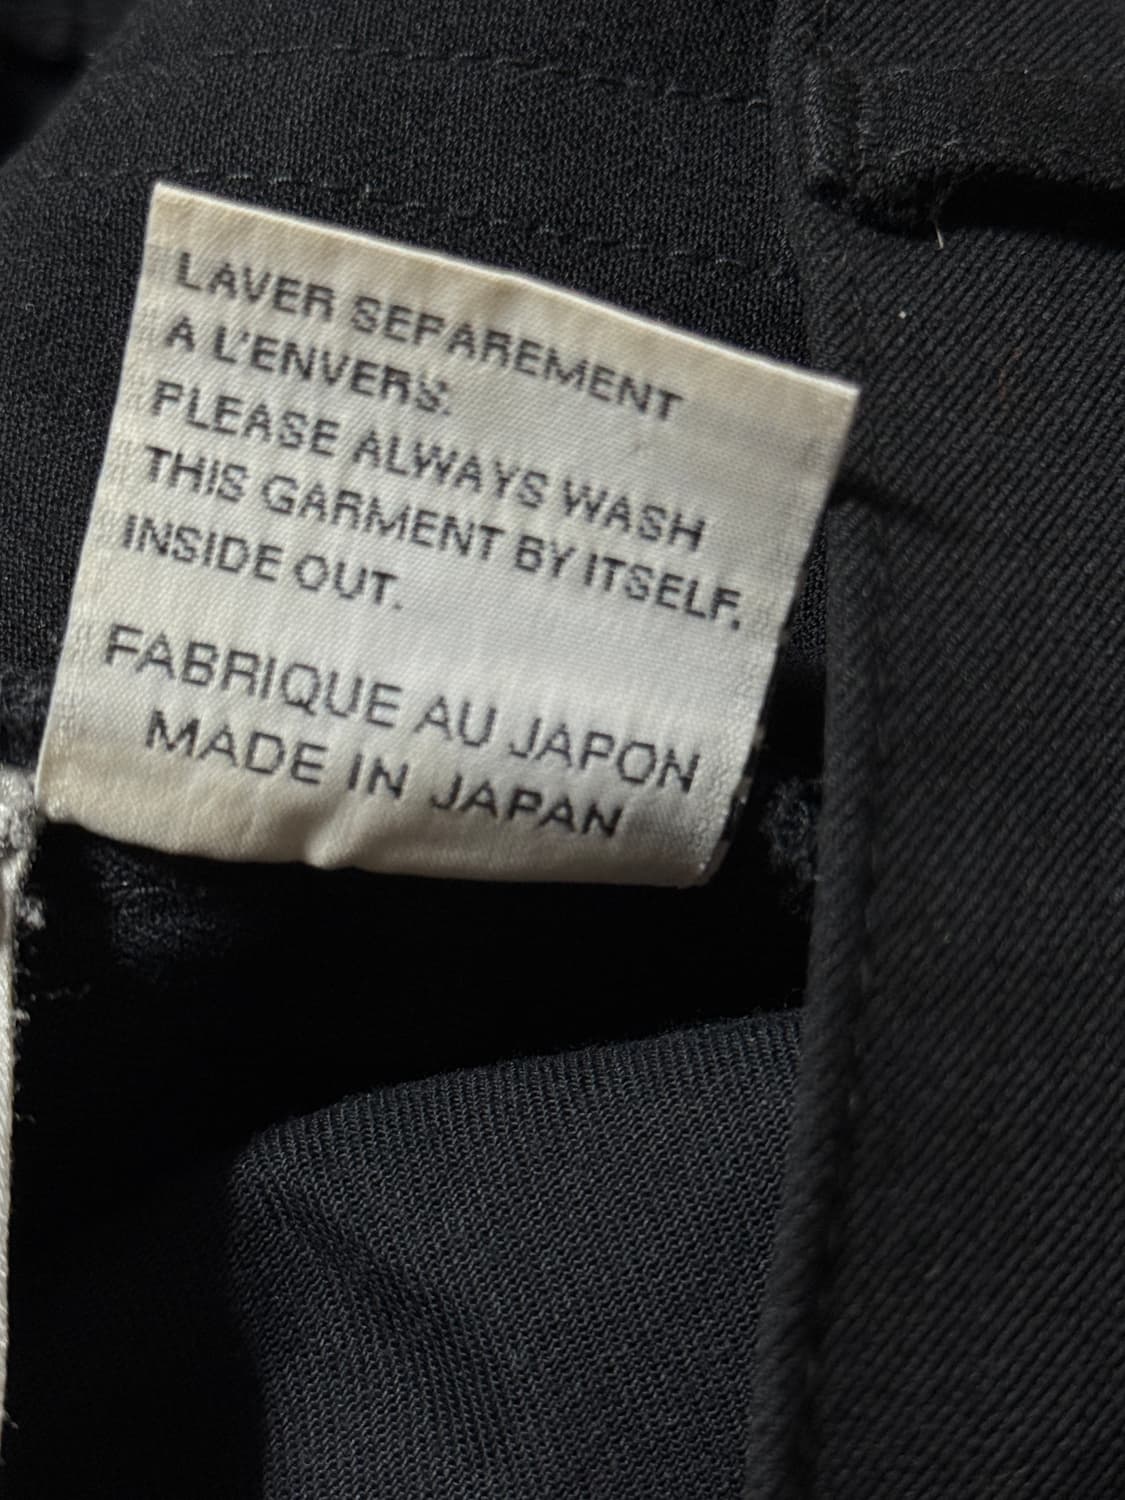 LAVER SEPAREMENT
A L'ENVERS.
PLEASE ALWAYS WASH
THIS GARMENT BY ITSELF,
INSIDE OUT.
FABRIQUE AU JAPON
MADE IN JAPAN